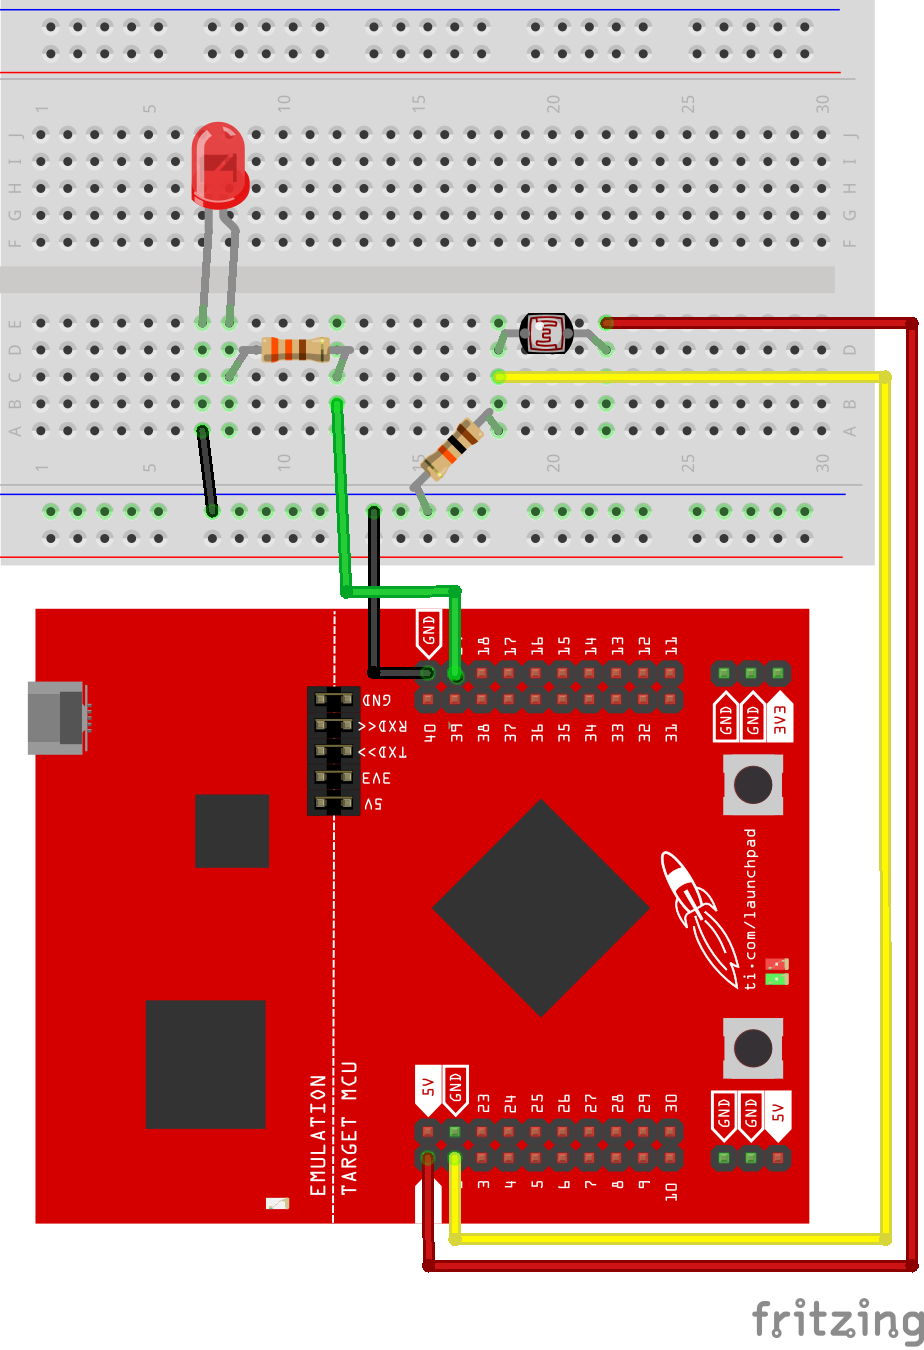 1 5 10 15 20 25 30
J J
I I
H H
G G
F F
E E
D D
C C
B B
A A
1 5 10 15 20 25 30
GND 18 17 16 15 14 13 12 11
40 39 38 37 36 35 34 33 32 31
GND GND 3V3
GND
RXD<<
TXD>>
3V3
5V
ti.com/launchpad
EMULATION
TARGET MCU
5V GND 23 24 25 26 27 28 29 30
3 4 5 6 7 8 9 10
GND GND 5V
fritzing